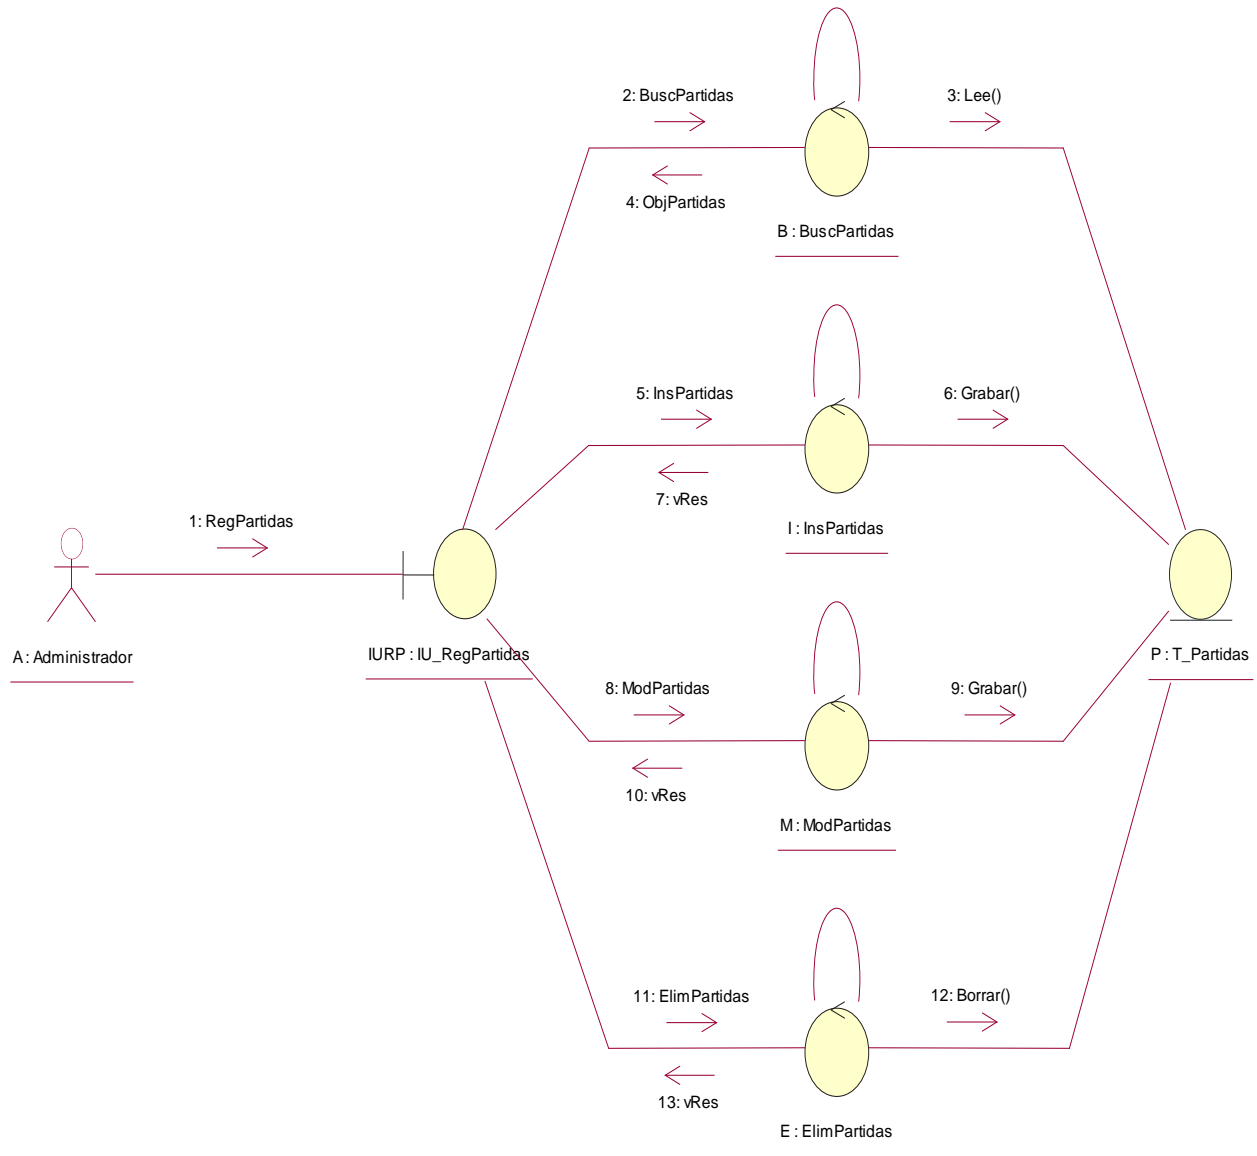 2: BuscPartidas
3: Lee()
4: ObjPartidas
B : BuscPartidas
5: InsPartidas
6: Grabar()
7: vRes
I : InsPartidas
1: RegPartidas
A : Administrador
IURP : IU_RegPartidas
P : T_Partidas
8: ModPartidas
9: Grabar()
10: vRes
M : ModPartidas
11: ElimPartidas
12: Borrar()
13: vRes
E : ElimPartidas